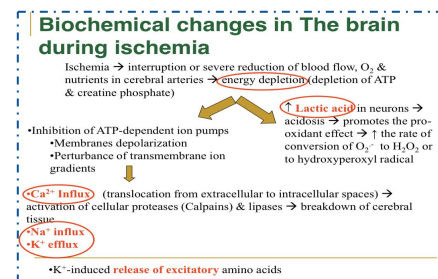 Biochemical changes in The brain
during ischemia
Ischemia → interruption or severe reduction of blood flow, O₂ &
nutrients in cerebral arteries → energy depletion (depletion of ATP
& creatine phosphate)
↑ Lactic acid in neurons →
acidosis → promotes the pro-
oxidant effect → ↑ the rate of
conversion of O₂·⁻ to H₂O₂ or
to hydroxyperoxyl radical
•Inhibition of ATP-dependent ion pumps
•Membranes depolarization
•Perturbance of transmembrane ion
gradients
•Ca²⁺ Influx (translocation from extracellular to intracellular spaces) →
activation of cellular proteases (Calpains) & lipases → breakdown of cerebral
tissue
•Na⁺ influx
•K⁺ efflux
•K⁺-induced release of excitatory amino acids